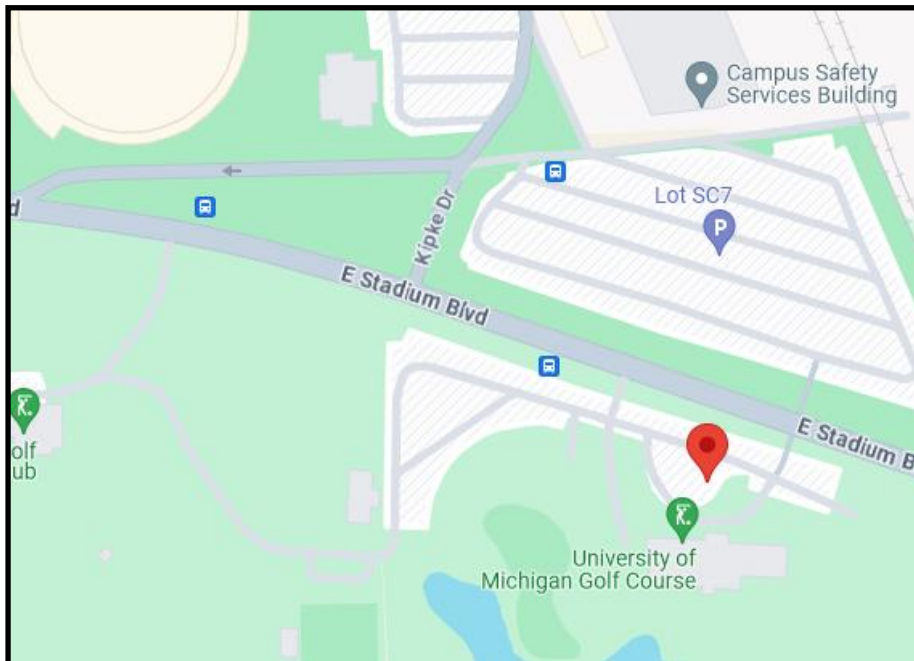 Campus Safety
Services Building
Lot SC7
P
Kipke Dr
d
E Stadium Blvd
E Stadium B
olf
ub
University of
Michigan Golf Course